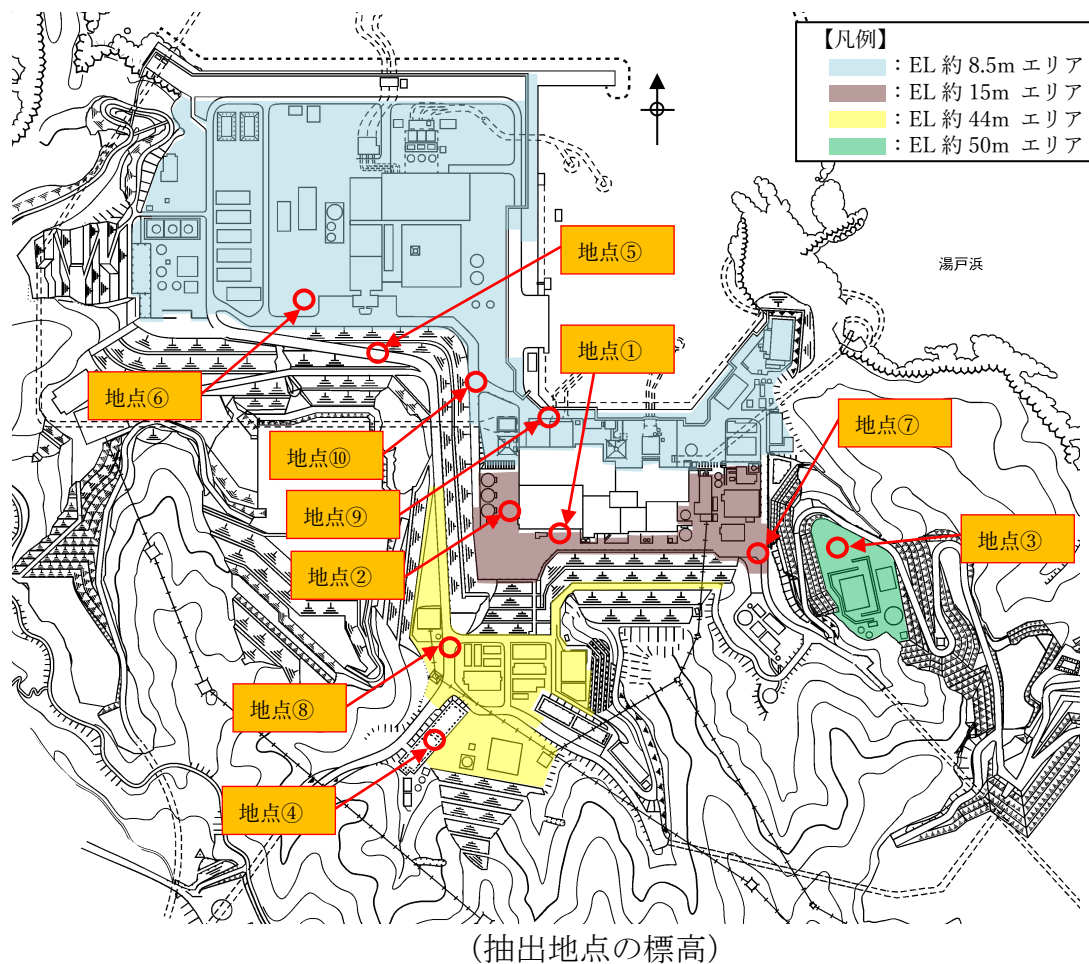 【凡例】
：EL 約 8.5m エリア
：EL 約 15m エリア
：EL 約 44m エリア
：EL 約 50m エリア
湯戸浜
地点⑤
地点①
地点⑥
地点⑦
地点⑩
地点⑨
地点③
地点②
地点⑧
地点④
(抽出地点の標高)